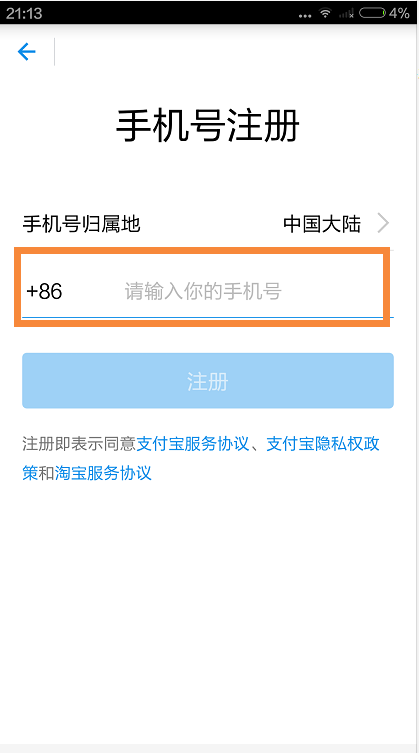 21:13
4%
手机号注册
手机号归属地 中国大陆
+86 请输入你的手机号
注册
注册即表示同意支付宝服务协议、支付宝隐私权政
策和淘宝服务协议